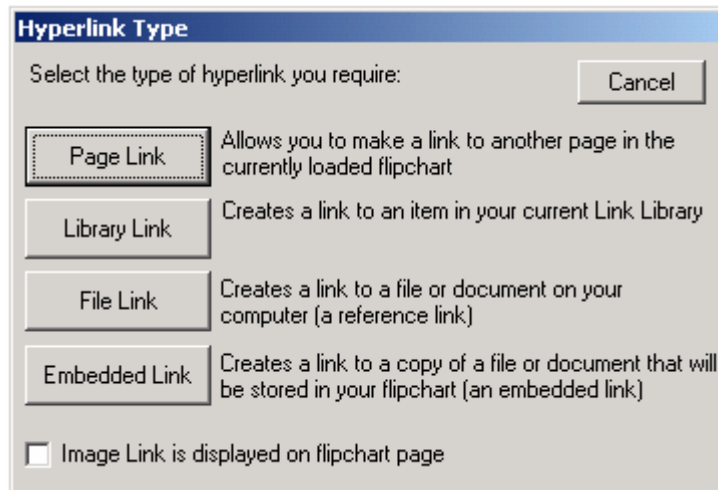 Hyperlink Type
Select the type of hyperlink you require:
Cancel
Page Link
Allows you to make a link to another page in the
currently loaded flipchart
Library Link
Creates a link to an item in your current Link Library
File Link
Creates a link to a file or document on your
computer (a reference link)
Embedded Link
Creates a link to a copy of a file or document that will
be stored in your flipchart (an embedded link)
Image Link is displayed on flipchart page